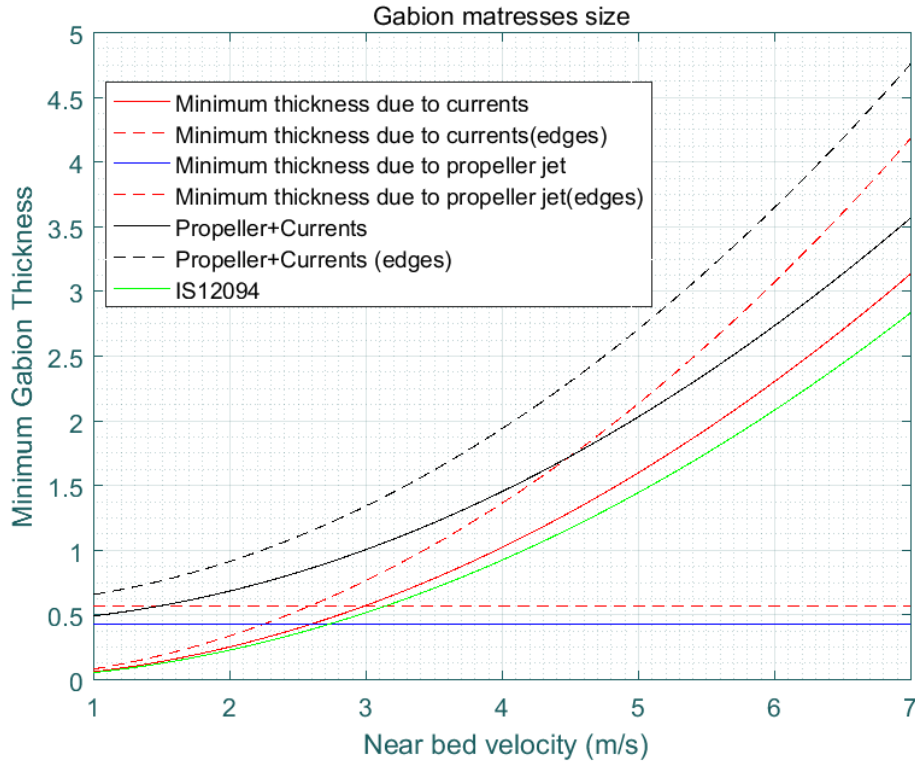 Gabion matresses size
Minimum Gabion Thickness
5
4.5
4
3.5
3
2.5
2
1.5
1
0.5
0
Minimum thickness due to currents
Minimum thickness due to currents(edges)
Minimum thickness due to propeller jet
Minimum thickness due to propeller jet(edges)
Propeller+Currents
Propeller+Currents (edges)
IS12094
1 2 3 4 5 6 7
Near bed velocity (m/s)